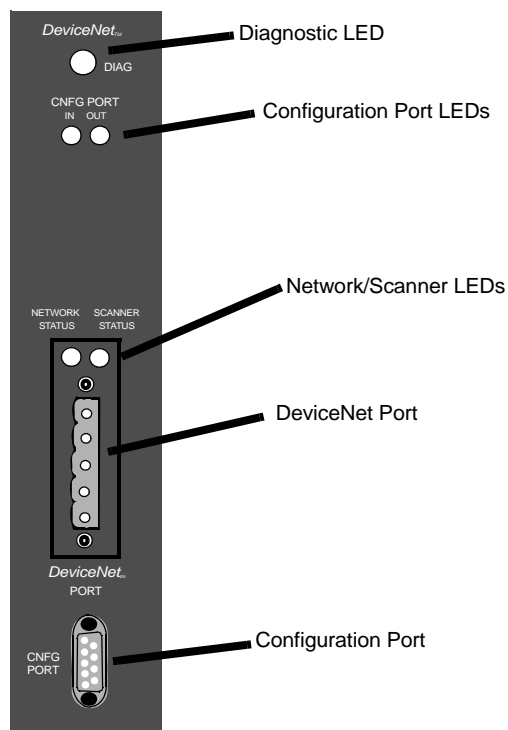 DeviceNet™
Diagnostic LED
DIAG
CNFG PORT
IN OUT
Configuration Port LEDs
Network/Scanner LEDs
NETWORK STATUS
SCANNER STATUS
DeviceNet Port
DeviceNet™
PORT
Configuration Port
CNFG
PORT